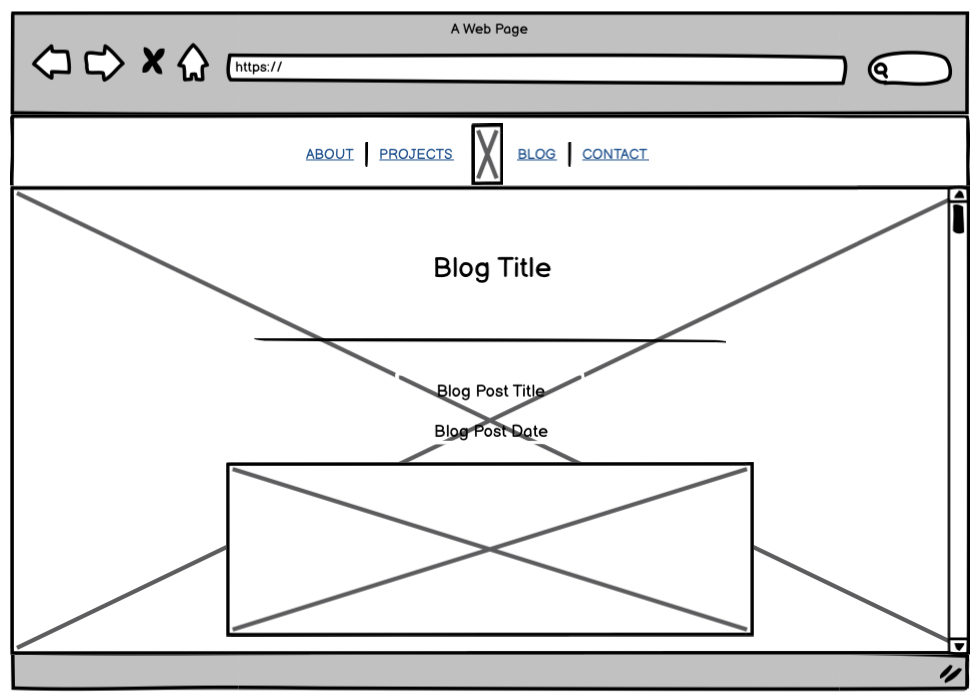 A Web Page
https://
ABOUT | PROJECTS BLOG | CONTACT
Blog Title
Blog Post Title
Blog Post Date